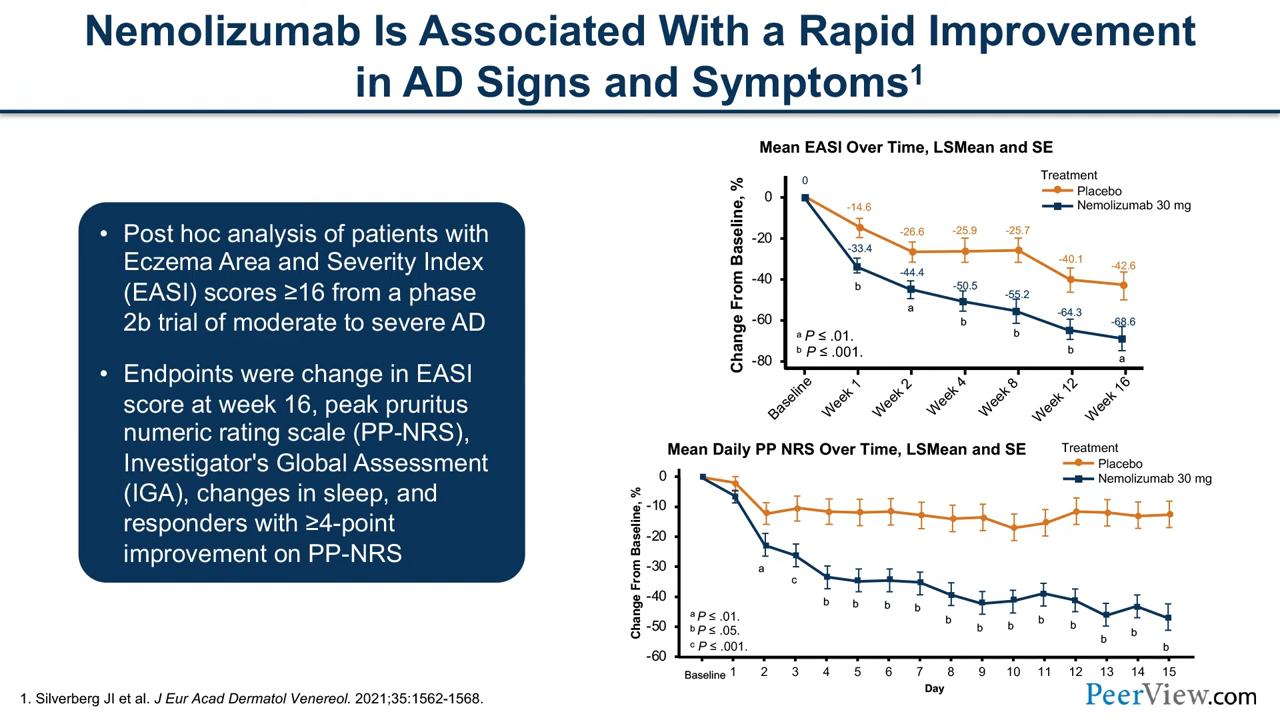 Nemolizumab Is Associated With a Rapid Improvement
in AD Signs and Symptoms1
• Post hoc analysis of patients with
Eczema Area and Severity Index
(EASI) scores ≥16 from a phase
2b trial of moderate to severe AD
• Endpoints were change in EASI
score at week 16, peak pruritus
numeric rating scale (PP-NRS),
Investigator's Global Assessment
(IGA), changes in sleep, and
responders with ≥4-point
improvement on PP-NRS
Mean EASI Over Time, LSMean and SE
Treatment
Placebo
Nemolizumab 30 mg
Change From Baseline, %
0
-20
-40
-60
-80
0
-14.6
-26.6
-25.9
-25.7
-40.1
-42.6
-33.4
-44.4
-50.5
-55.2
-64.3
-68.6
b
a
b
b
b
a
a P ≤ .01.
b P ≤ .001.
Baseline
Week 1
Week 2
Week 4
Week 8
Week 12
Week 16
Mean Daily PP NRS Over Time, LSMean and SE
Treatment
Placebo
Nemolizumab 30 mg
Change From Baseline, %
0
-10
-20
-30
-40
-50
-60
a
c
b
b
b
b
b
b
b
b
b
b
b
b
a P ≤ .01.
b P ≤ .05.
c P ≤ .001.
Baseline 1 2 3 4 5 6 7 8 9 10 11 12 13 14 15
Day
1. Silverberg JI et al. J Eur Acad Dermatol Venereol. 2021;35:1562-1568.
PeerView.com